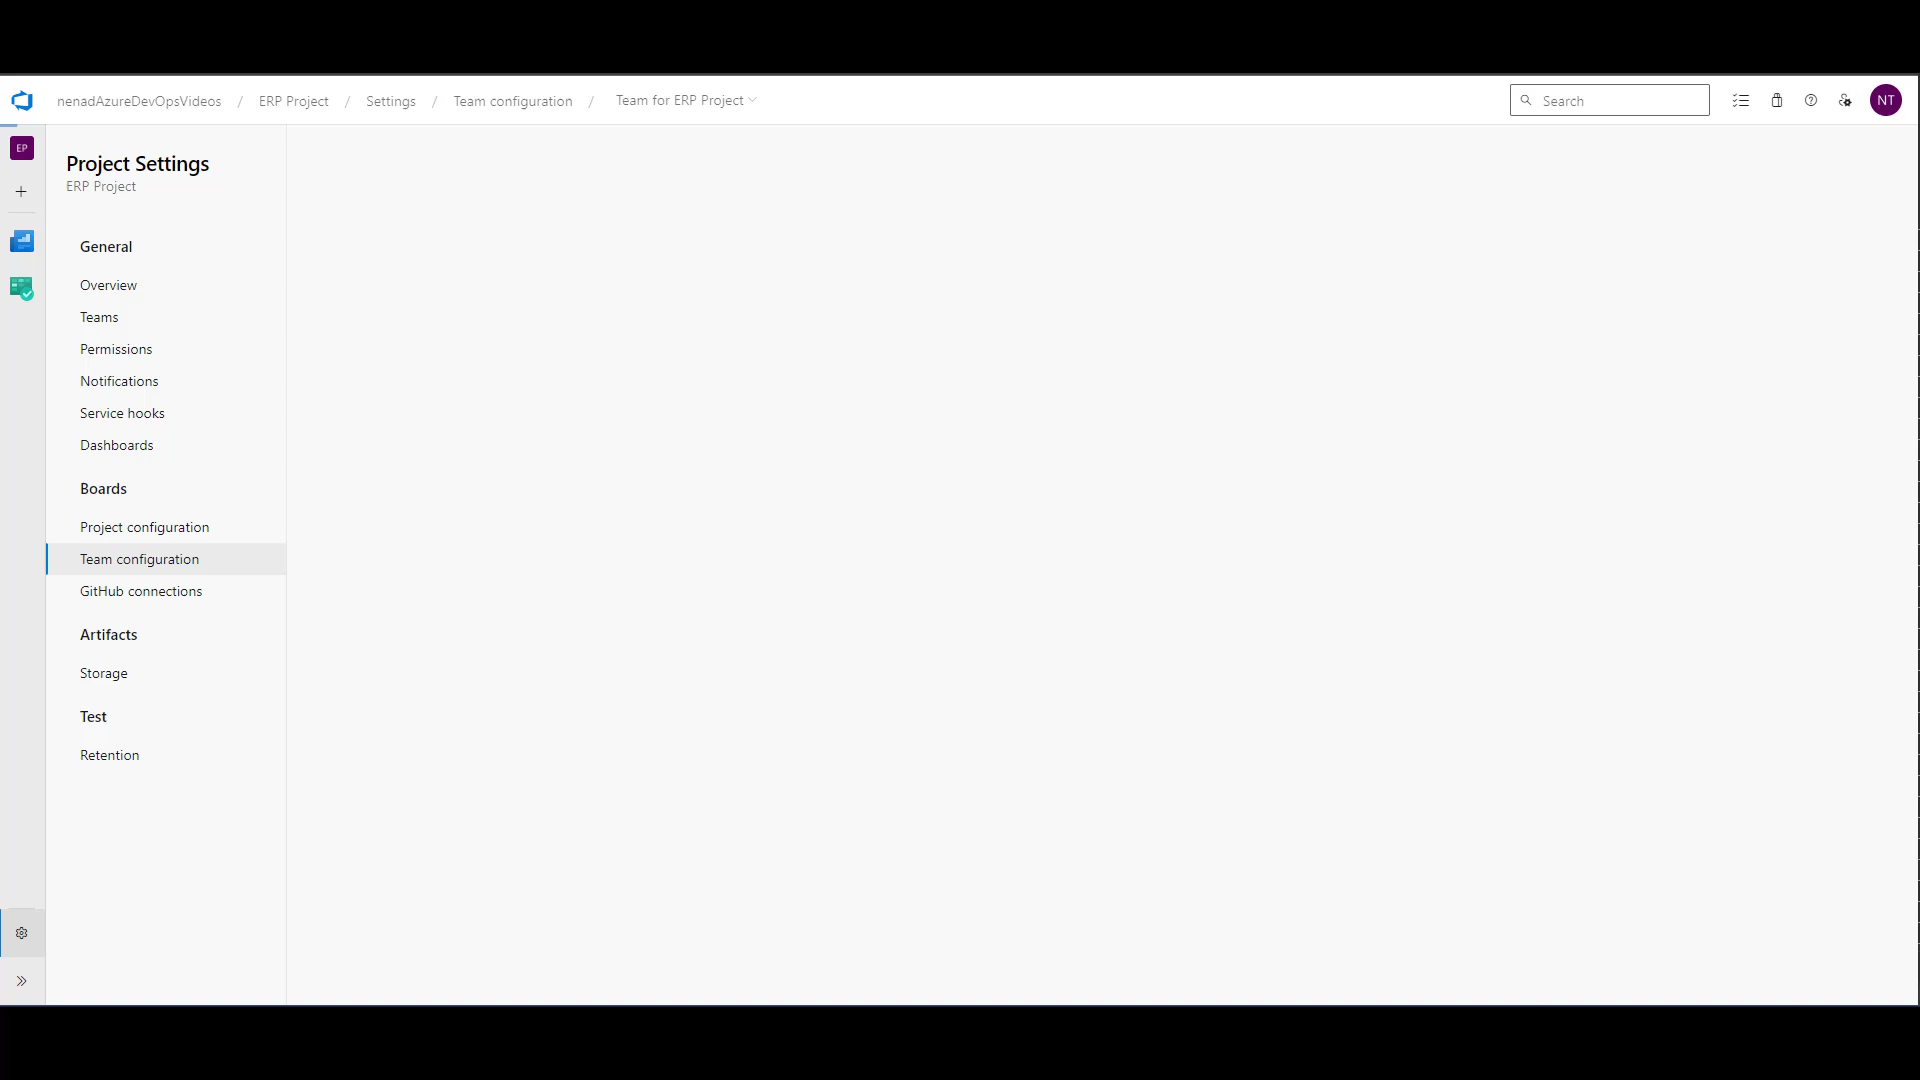 nenadAzureDevOpsVideos / ERP Project / Settings / Team configuration / Team for ERP Project
Search
NT
EP
Project Settings
ERP Project
General
Overview
Teams
Permissions
Notifications
Service hooks
Dashboards
Boards
Project configuration
Team configuration
GitHub connections
Artifacts
Storage
Test
Retention